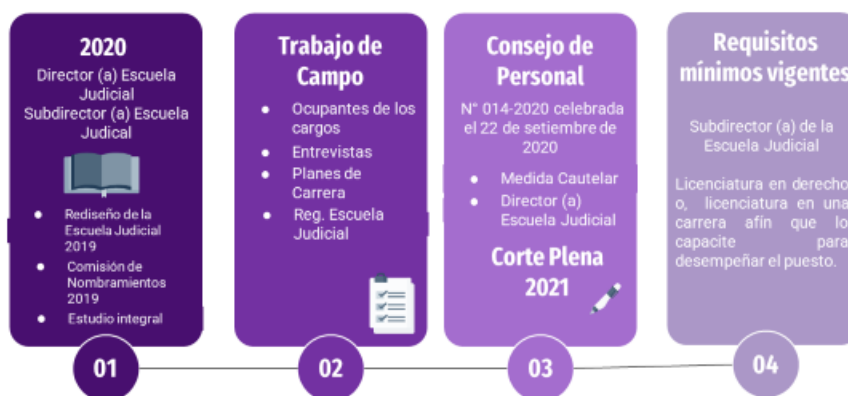 2020
Director (a) Escuela
Judicial
Subdirector (a) Escuela
Judical
● Rediseño de la
Escuela Judicial
2019
● Comisión de
Nombramientos
2019
● Estudio integral
01
Trabajo de
Campo
● Ocupantes de los
cargos
● Entrevistas
● Planes de
Carrera
● Reg. Escuela
Judicial
02
Consejo de
Personal
N° 014-2020 celebrada
el 22 de setiembre de
2020
● Medida Cautelar
● Director (a)
Escuela Judicial
Corte Plena
2021
03
Requisitos
mínimos vigentes
Subdirector (a) de la
Escuela Judicial
Licenciatura en derecho
o, licenciatura en una
carrera afín que lo
capacite para
desempeñar el puesto.
04